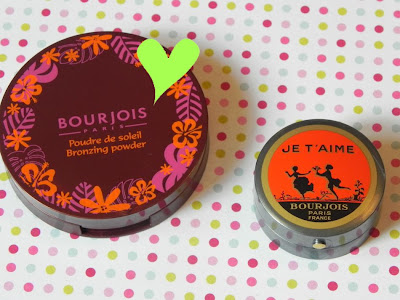 BOURJOIS
PARIS
Poudre de soleil
Bronzing powder
JE T'AIME
BOURJOIS
PARIS
FRANCE